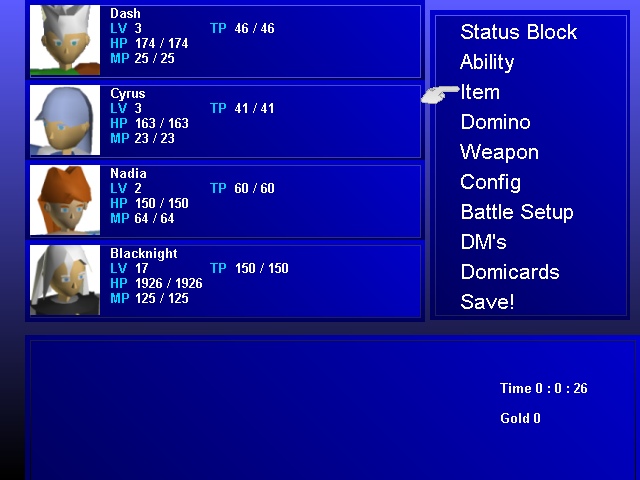 Dash
LV 3 TP 46 / 46
HP 174 / 174
MP 25 / 25
Cyrus
LV 3 TP 41 / 41
HP 163 / 163
MP 23 / 23
Nadia
LV 2 TP 60 / 60
HP 150 / 150
MP 64 / 64
Blacknight
LV 17 TP 150 / 150
HP 1926 / 1926
MP 125 / 125
Status Block
Ability
Item
Domino
Weapon
Config
Battle Setup
DM's
Domicards
Save!
Time 0 : 0 : 26
Gold 0